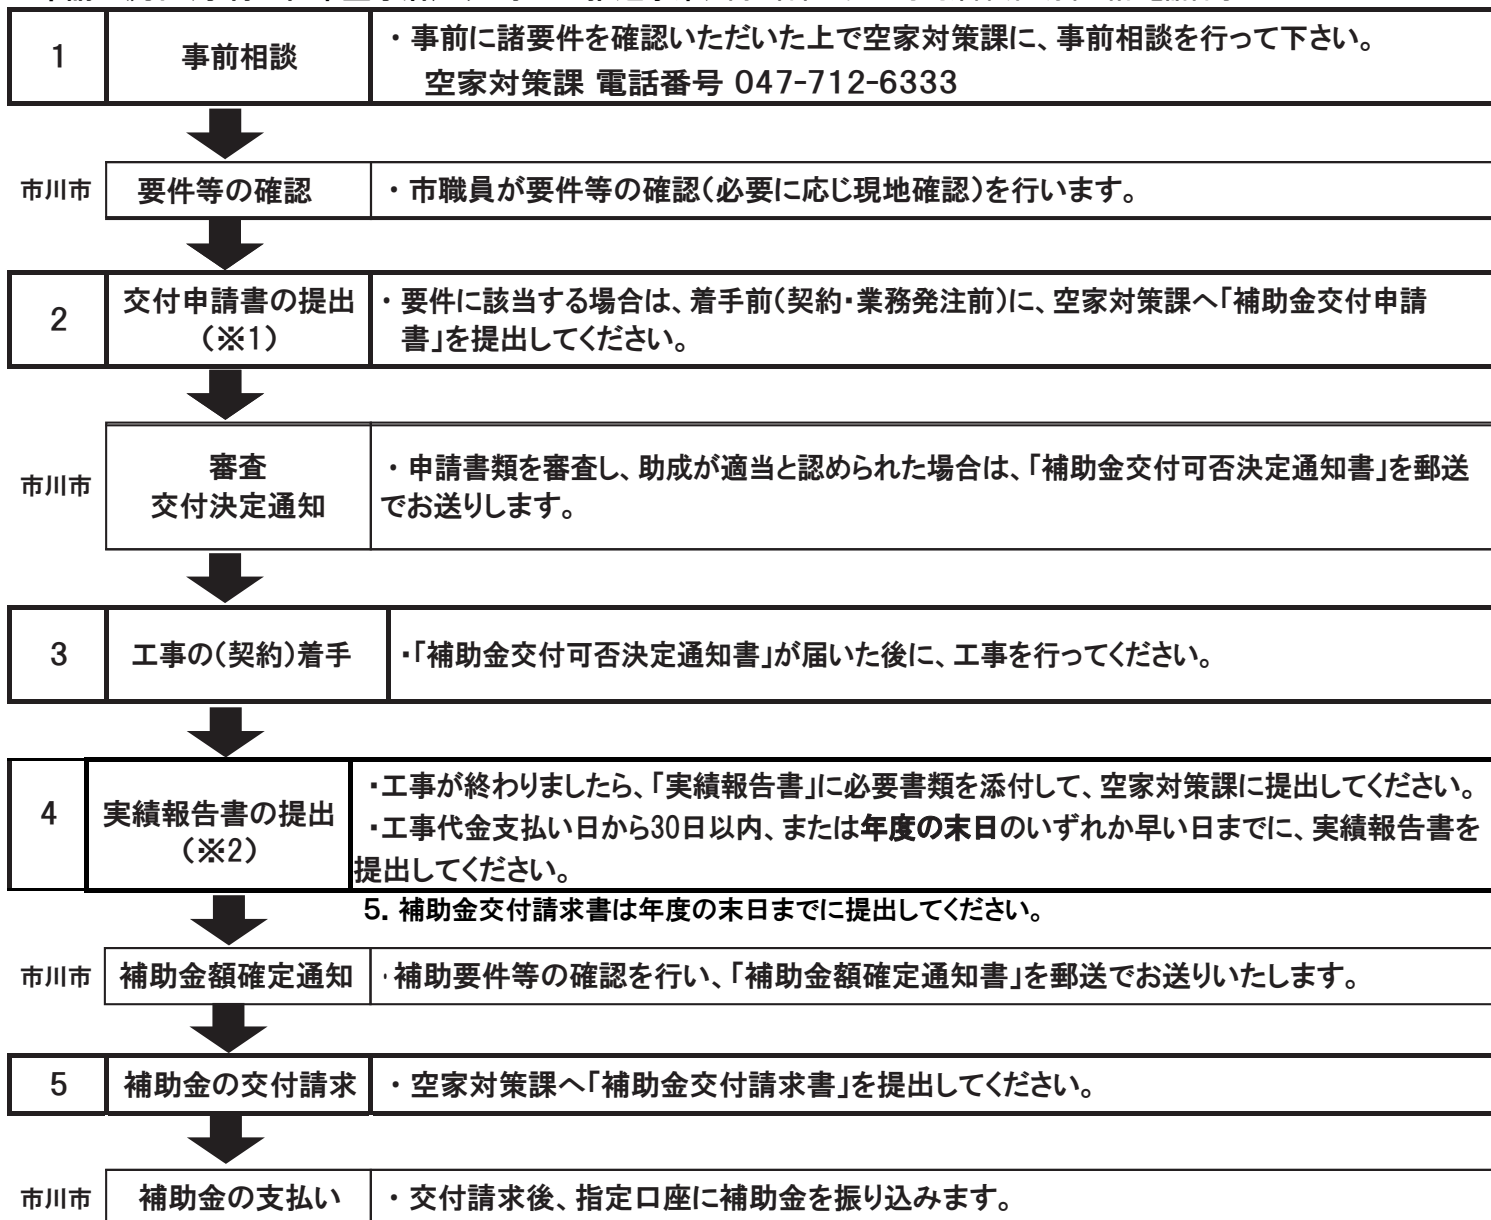 1
事前相談
・ 事前に諸要件を確認いただいた上で空家対策課に、事前相談を行って下さい。
空家対策課 電話番号 047-712-6333
市川市
要件等の確認
・ 市職員が要件等の確認(必要に応じ現地確認)を行います。
2
交付申請書の提出
(※1)
・ 要件に該当する場合は、着手前(契約・業務発注前)に、空家対策課へ「補助金交付申請
書」を提出してください。
市川市
審査
交付決定通知
・ 申請書類を審査し、助成が適当と認められた場合は、「補助金交付可否決定通知書」を郵送
でお送りします。
3
工事の(契約)着手
・「補助金交付可否決定通知書」が届いた後に、工事を行ってください。
4
実績報告書の提出
(※2)
・工事が終わりましたら、「実績報告書」に必要書類を添付して、空家対策課に提出してください。
・工事代金支払い日から30日以内、または年度の末日のいずれか早い日までに、実績報告書を
提出してください。
5. 補助金交付請求書は年度の末日までに提出してください。
市川市
補助金額確定通知
・補助要件等の確認を行い、「補助金額確定通知書」を郵送でお送りいたします。
5
補助金の交付請求
・ 空家対策課へ「補助金交付請求書」を提出してください。
市川市
補助金の支払い
・ 交付請求後、指定口座に補助金を振り込みます。